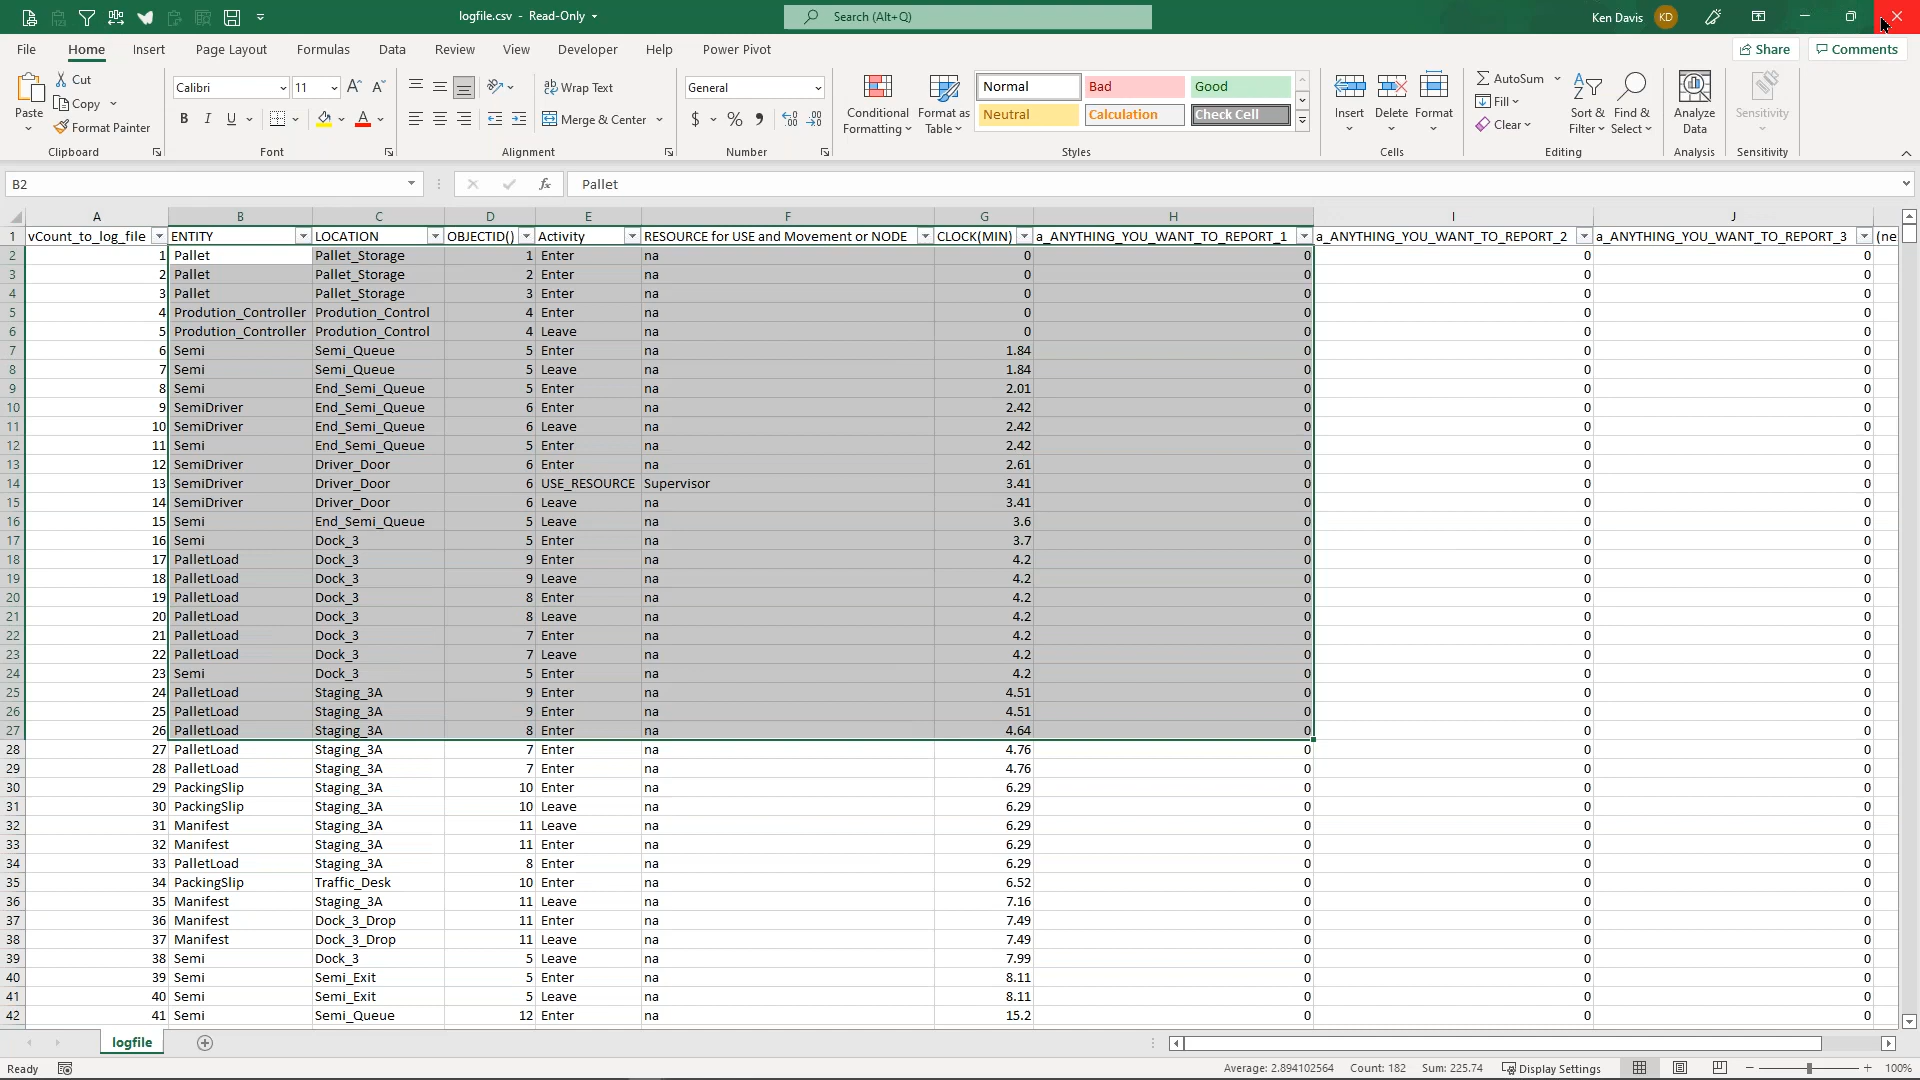 logfile.csv - Read-Only
Search (Alt+Q)
Ken Davis KD
File Home Insert Page Layout Formulas Data Review View Developer Help Power Pivot Share Comments
Paste
Cut
Copy
Format Painter
Clipboard
Calibri 11
B I U
Font
Wrap Text
Merge & Center
Alignment
General
$ %
Number
Conditional Formatting
Format as Table
Normal Bad Good
Neutral Calculation Check Cell
Styles
Insert Delete Format
Cells
AutoSum
Fill
Clear
Sort & Filter
Find & Select
Editing
Analyze Data
Analysis
Sensitivity
Sensitivity
B2 fx Pallet
A B C D E F G H I J
1 vCount_to_log_file ENTITY LOCATION OBJECTID() Activity RESOURCE for USE and Movement or NODE CLOCK(MIN) a_ANYTHING_YOU_WANT_TO_REPORT_1 a_ANYTHING_YOU_WANT_TO_REPORT_2 a_ANYTHING_YOU_WANT_TO_REPORT_3 (ne
2 1 Pallet Pallet_Storage 1 Enter na 0 0 0 0
3 2 Pallet Pallet_Storage 2 Enter na 0 0 0 0
4 3 Pallet Pallet_Storage 3 Enter na 0 0 0 0
5 4 Prodution_Controller Prodution_Control 4 Enter na 0 0 0 0
6 5 Prodution_Controller Prodution_Control 4 Leave na 0 0 0 0
7 6 Semi Semi_Queue 5 Enter na 1.84 0 0 0
8 7 Semi Semi_Queue 5 Leave na 1.84 0 0 0
9 8 Semi End_Semi_Queue 5 Enter na 2.01 0 0 0
10 9 SemiDriver End_Semi_Queue 6 Enter na 2.42 0 0 0
11 10 SemiDriver End_Semi_Queue 6 Leave na 2.42 0 0 0
12 11 Semi End_Semi_Queue 5 Enter na 2.42 0 0 0
13 12 SemiDriver Driver_Door 6 Enter na 2.61 0 0 0
14 13 SemiDriver Driver_Door 6 USE_RESOURCE Supervisor 3.41 0 0 0
15 14 SemiDriver Driver_Door 6 Leave na 3.41 0 0 0
16 15 Semi End_Semi_Queue 5 Leave na 3.6 0 0 0
17 16 Semi Dock_3 5 Enter na 3.7 0 0 0
18 17 PalletLoad Dock_3 9 Enter na 4.2 0 0 0
19 18 PalletLoad Dock_3 9 Leave na 4.2 0 0 0
20 19 PalletLoad Dock_3 8 Enter na 4.2 0 0 0
21 20 PalletLoad Dock_3 8 Leave na 4.2 0 0 0
22 21 PalletLoad Dock_3 7 Enter na 4.2 0 0 0
23 22 PalletLoad Dock_3 7 Leave na 4.2 0 0 0
24 23 Semi Dock_3 5 Enter na 4.2 0 0 0
25 24 PalletLoad Staging_3A 9 Enter na 4.51 0 0 0
26 25 PalletLoad Staging_3A 9 Enter na 4.51 0 0 0
27 26 PalletLoad Staging_3A 8 Enter na 4.64 0 0 0
28 27 PalletLoad Staging_3A 7 Enter na 4.76 0 0 0
29 28 PalletLoad Staging_3A 7 Enter na 4.76 0 0 0
30 29 PackingSlip Staging_3A 10 Enter na 6.29 0 0 0
31 30 PackingSlip Staging_3A 10 Leave na 6.29 0 0 0
32 31 Manifest Staging_3A 11 Leave na 6.29 0 0 0
33 32 Manifest Staging_3A 11 Enter na 6.29 0 0 0
34 33 PalletLoad Staging_3A 8 Enter na 6.29 0 0 0
35 34 PackingSlip Traffic_Desk 10 Enter na 6.52 0 0 0
36 35 Manifest Staging_3A 11 Leave na 7.16 0 0 0
37 36 Manifest Dock_3_Drop 11 Enter na 7.49 0 0 0
38 37 Manifest Dock_3_Drop 11 Leave na 7.49 0 0 0
39 38 Semi Dock_3 5 Leave na 7.99 0 0 0
40 39 Semi Semi_Exit 5 Enter na 8.11 0 0 0
41 40 Semi Semi_Exit 5 Leave na 8.11 0 0 0
42 41 Semi Semi_Queue 12 Enter na 15.2 0 0 0
logfile
Ready Average: 2.894102564 Count: 182 Sum: 225.74 Display Settings 100%